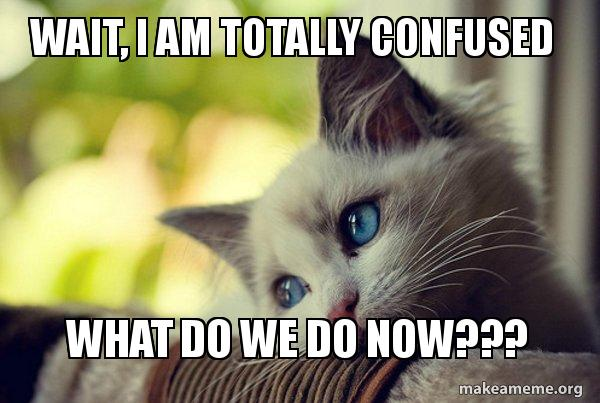 WAIT, I AM TOTALLY CONFUSED
WHAT DO WE DO NOW???
makeameme.org